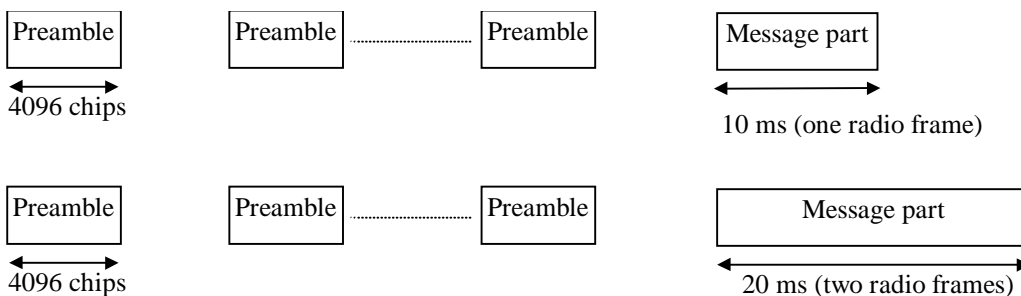 Preamble Preamble Preamble Message part
4096 chips
10 ms (one radio frame)
Preamble Preamble Preamble Message part
4096 chips 20 ms (two radio frames)